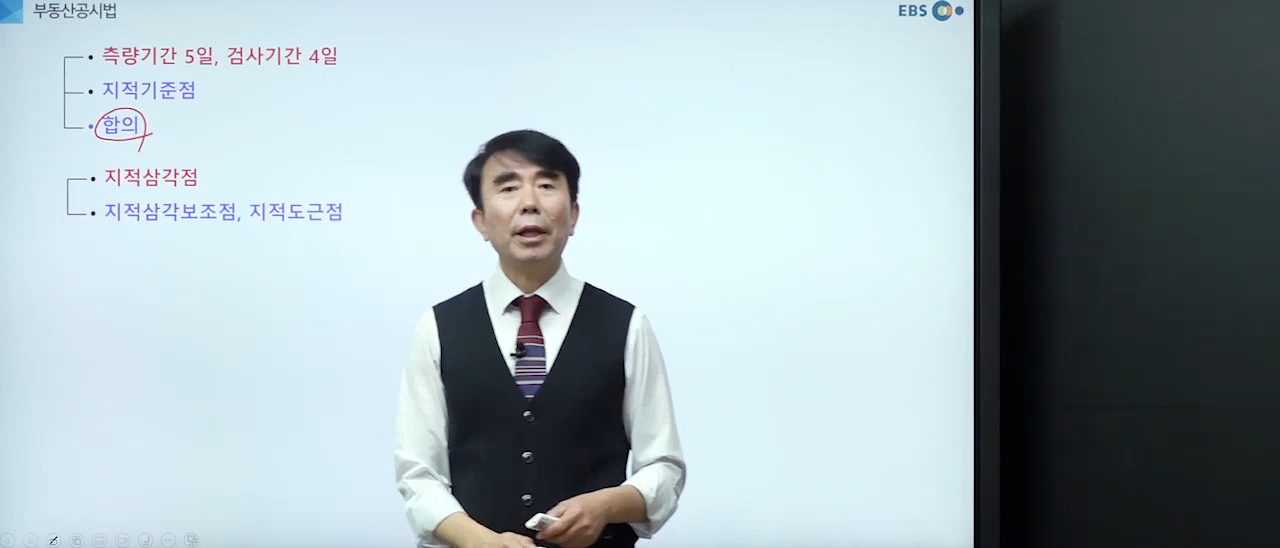 부동산공시법
EBS
• 측량기간 5일, 검사기간 4일
• 지적기준점
• 합의
• 지적삼각점
• 지적삼각보조점, 지적도근점